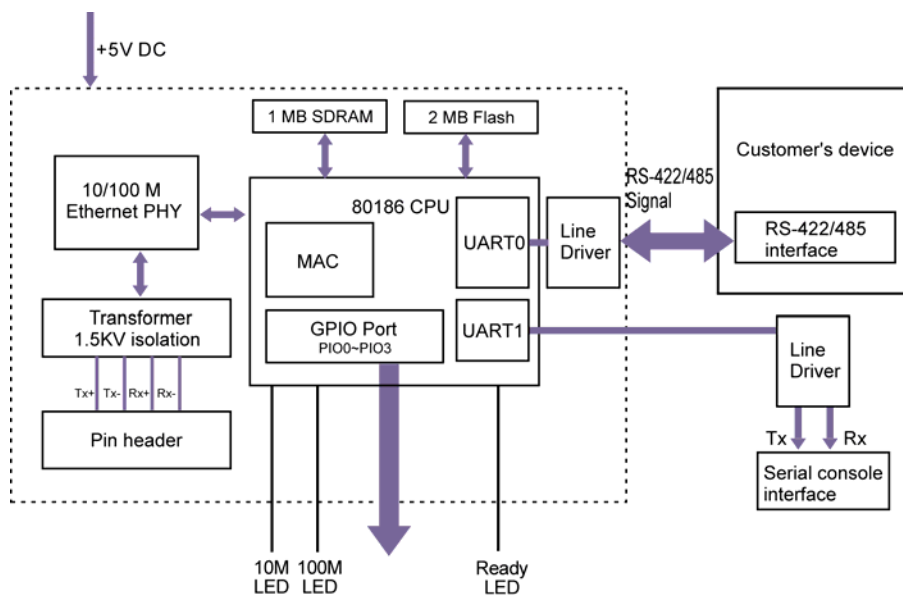 +5V DC
1 MB SDRAM
2 MB Flash
Customer's device
RS-422/485
Signal
10/100 M
Ethernet PHY
80186 CPU
UART0
Line
Driver
RS-422/485
interface
MAC
Transformer
1.5KV isolation
GPIO Port
PIO0~PIO3
UART1
Line
Driver
Tx+
Tx-
Rx+
Rx-
Pin header
Tx
Rx
Serial console
interface
10M
LED
100M
LED
Ready
LED